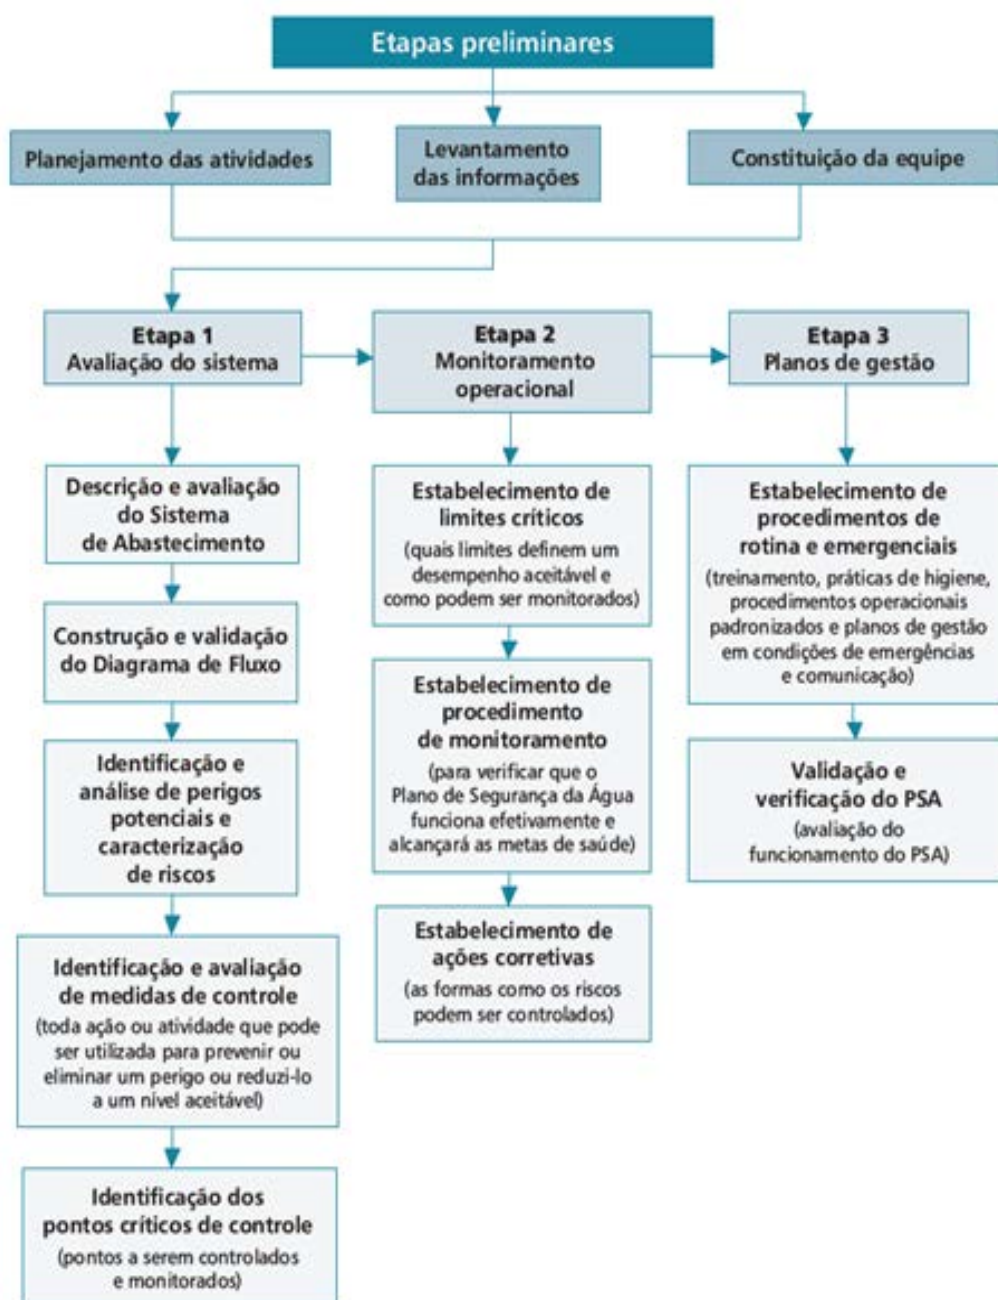 Etapas preliminares
Planejamento das atividades
Levantamento
das informações
Constituição da equipe
Etapa 1
Avaliação do sistema
Etapa 2
Monitoramento
operacional
Etapa 3
Planos de gestão
Descrição e avaliação
do Sistema
de Abastecimento
Construção e validação
do Diagrama de Fluxo
Identificação e
análise de perigos
potenciais e
caracterização
de riscos
Identificação e avaliação
de medidas de controle
(toda ação ou atividade que pode
ser utilizada para prevenir ou
eliminar um perigo ou reduzi-lo
a um nível aceitável)
Identificação dos
pontos críticos de controle
(pontos a serem controlados
e monitorados)
Estabelecimento de
limites críticos
(quais limites definem um
desempenho aceitável e
como podem ser monitorados)
Estabelecimento de
procedimento
de monitoramento
(para verificar que o
Plano de Segurança da Água
funciona efetivamente e
alcançará as metas de saúde)
Estabelecimento de
ações corretivas
(as formas como os riscos
podem ser controlados)
Estabelecimento de
procedimentos de
rotina e emergenciais
(treinamento, práticas de higiene,
procedimentos operacionais
padronizados e planos de gestão
em condições de emergências
e comunicação)
Validação e
verificação do PSA
(avaliação do
funcionamento do PSA)